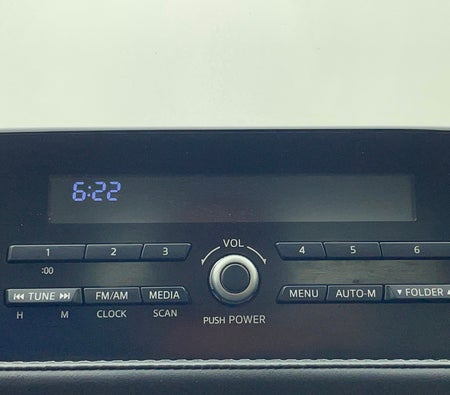 6:22
VOL
1 2 3 4 5 6
:00
⏮ TUNE ⏭ FM/AM MEDIA MENU AUTO-M ▼ FOLDER ▲
H M CLOCK SCAN PUSH POWER